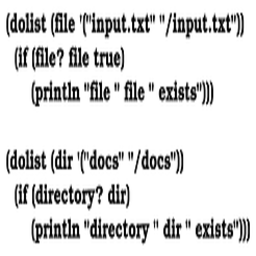 (dolist (file '("input.txt" "/input.txt"))
(if (file? file true)
(println "file " file " exists")))
(dolist (dir '("docs" "/docs"))
(if (directory? dir)
(println "directory " dir " exists")))